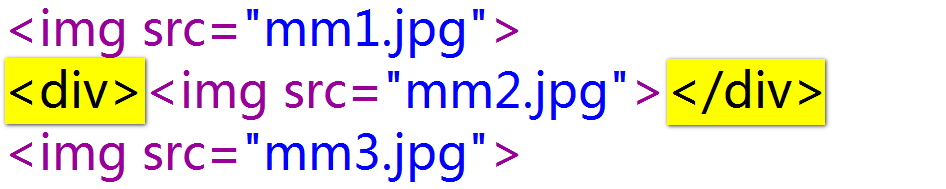 <img src="mm1.jpg">
<div><img src="mm2.jpg"></div>
<img src="mm3.jpg">